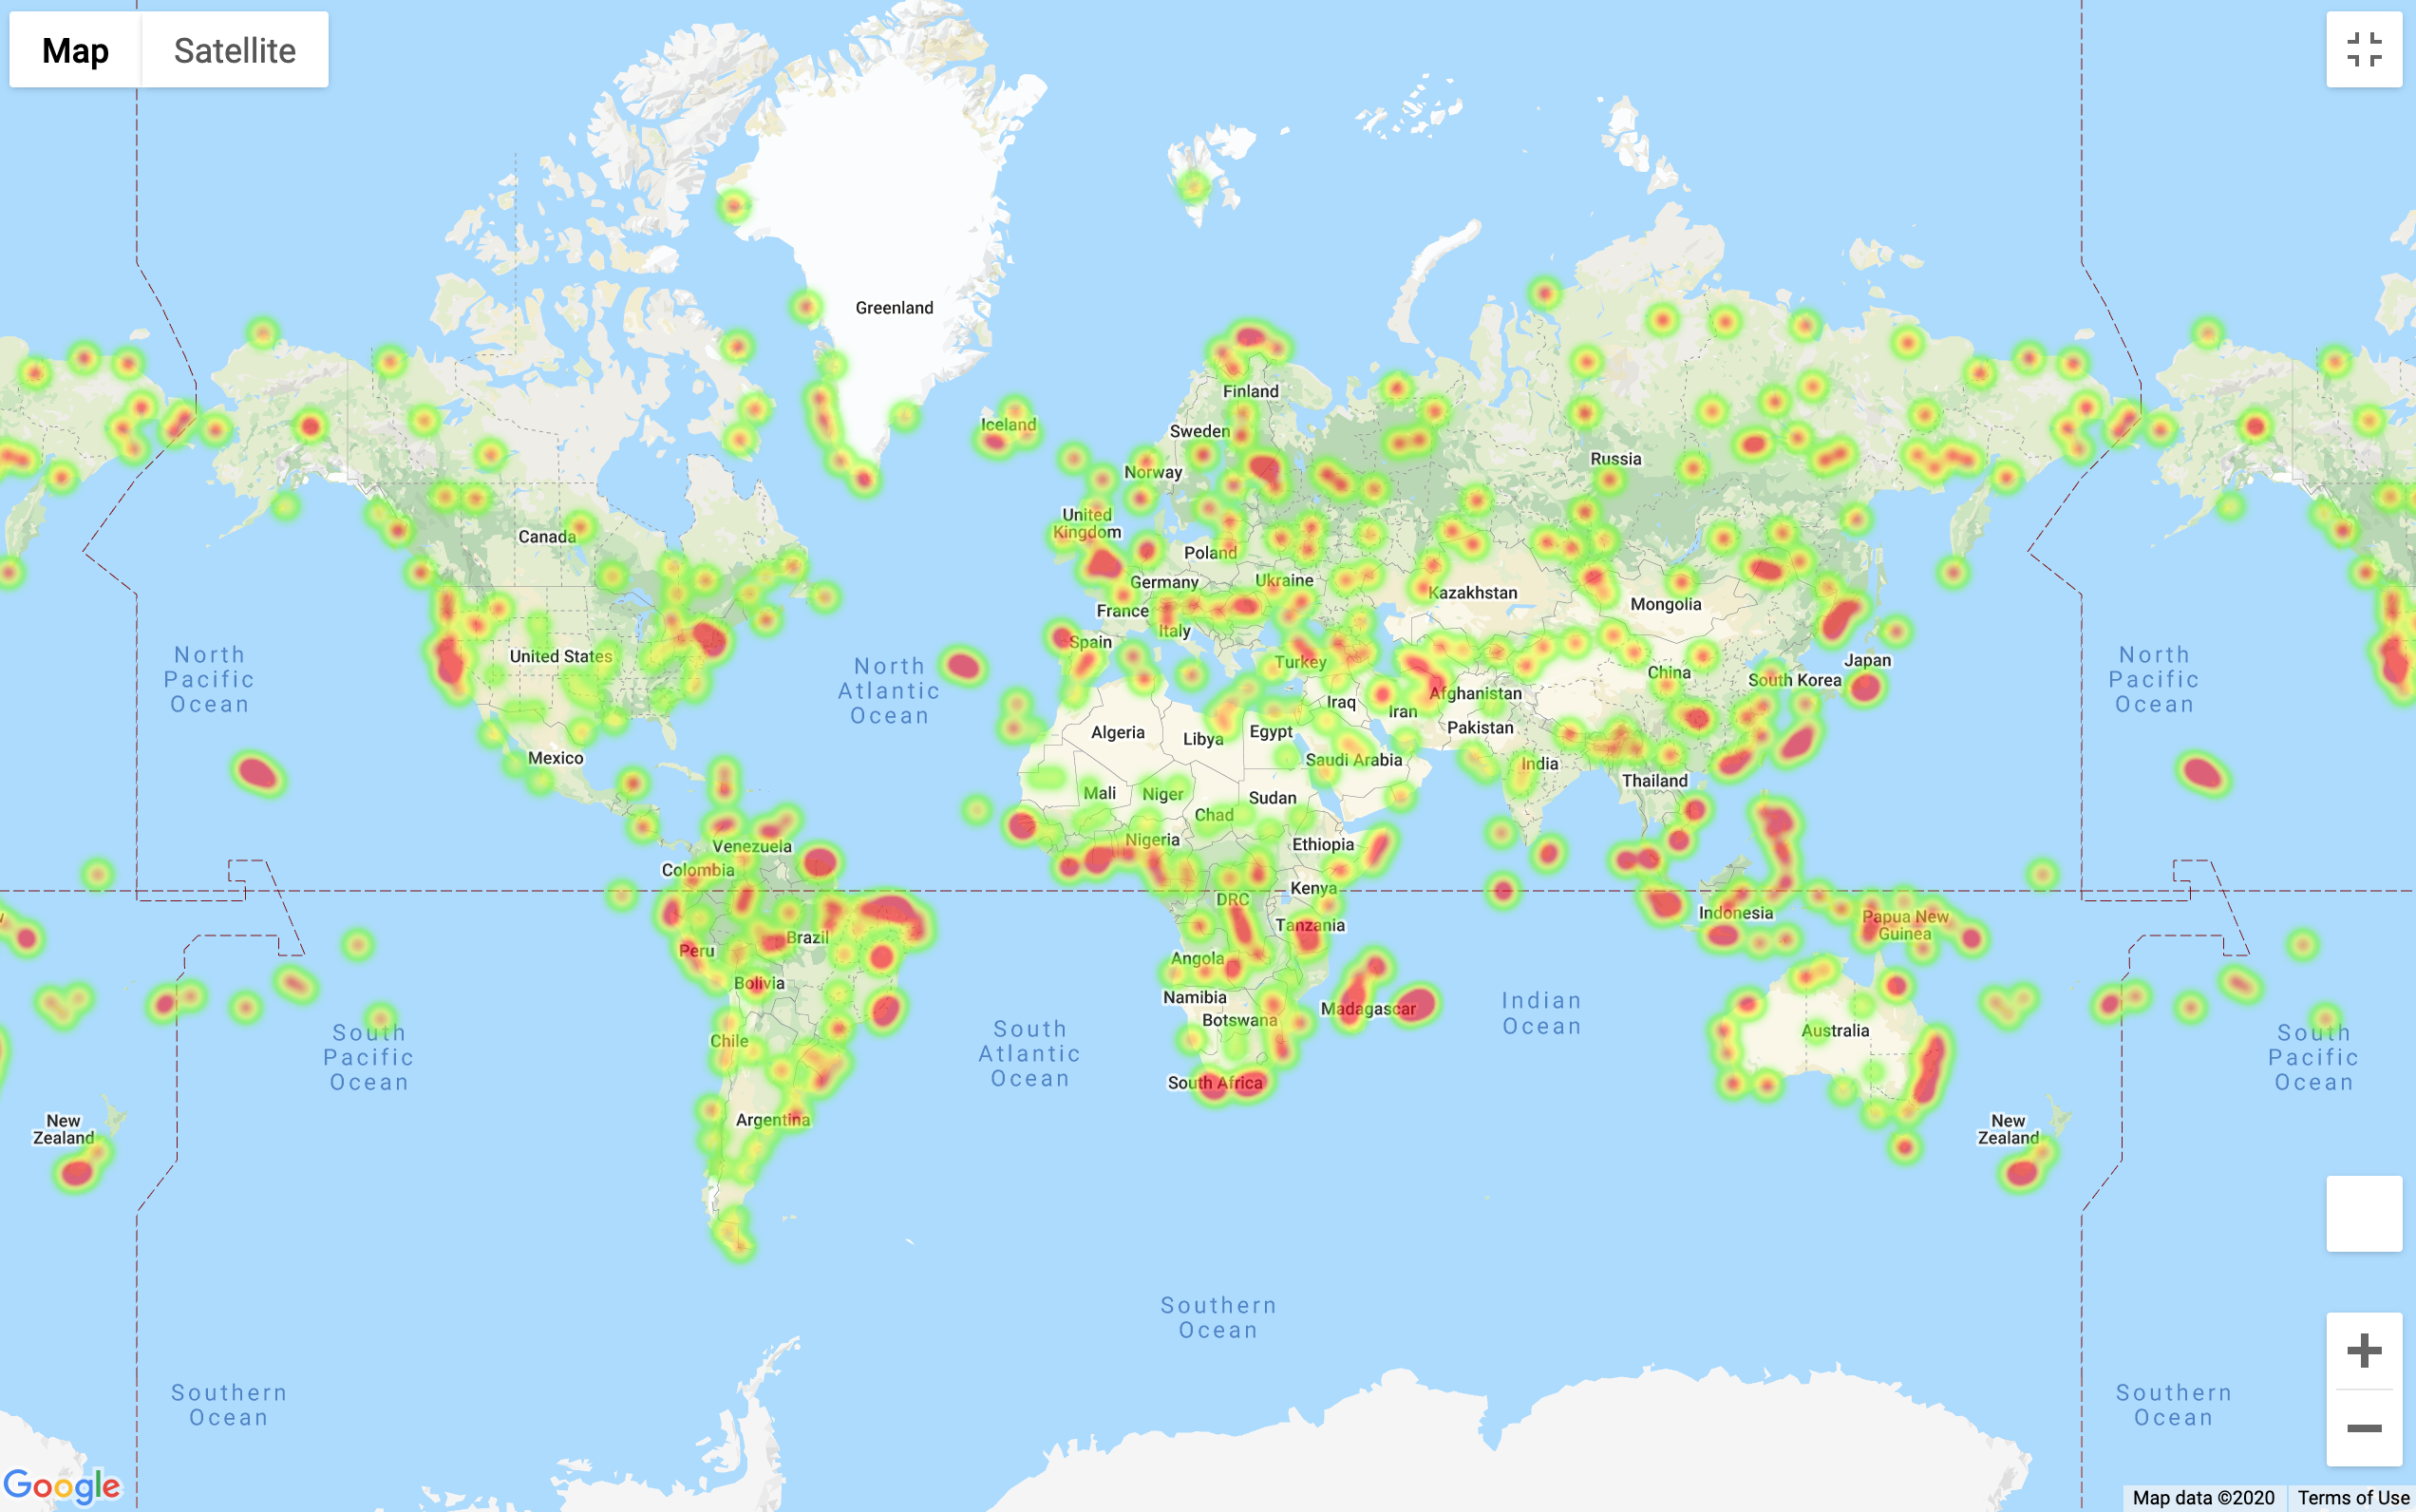 Map
Satellite
Greenland
Iceland
Finland
Sweden
Norway
Russia
United
Kingdom
Canada
Poland
Germany
Ukraine
France
Kazakhstan
Mongolia
Italy
Spain
North
Pacific
Ocean
United States
North
Atlantic
Ocean
Turkey
China
Japan
South Korea
North
Pacific
Ocean
Afghanistan
Iraq
Iran
Algeria
Libya
Egypt
Pakistan
Mexico
Saudi Arabia
India
Thailand
Mali
Niger
Sudan
Chad
Nigeria
Ethiopia
Venezuela
Colombia
Kenya
DRC
Indonesia
Papua New
Guinea
Tanzania
Brazil
Peru
Angola
Bolivia
Namibia
Madagascar
Indian
Ocean
Botswana
Australia
South
Pacific
Ocean
Chile
South
Atlantic
Ocean
South
Pacific
Ocean
South Africa
New
Zealand
Argentina
New
Zealand
Southern
Ocean
Southern
Ocean
Southern
Ocean
Google
Map data ©2020
Terms of Use